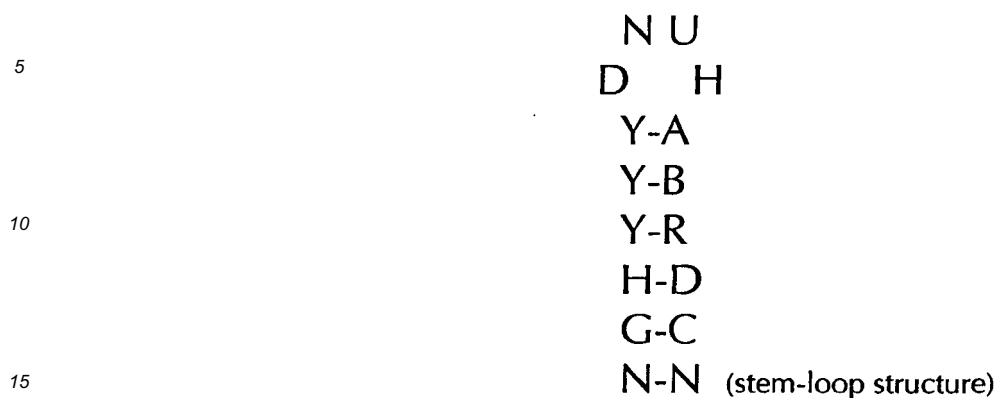 N U
5
D H
Y-A
Y-B
10
Y-R
H-D
G-C
15
N-N (stem-loop structure)